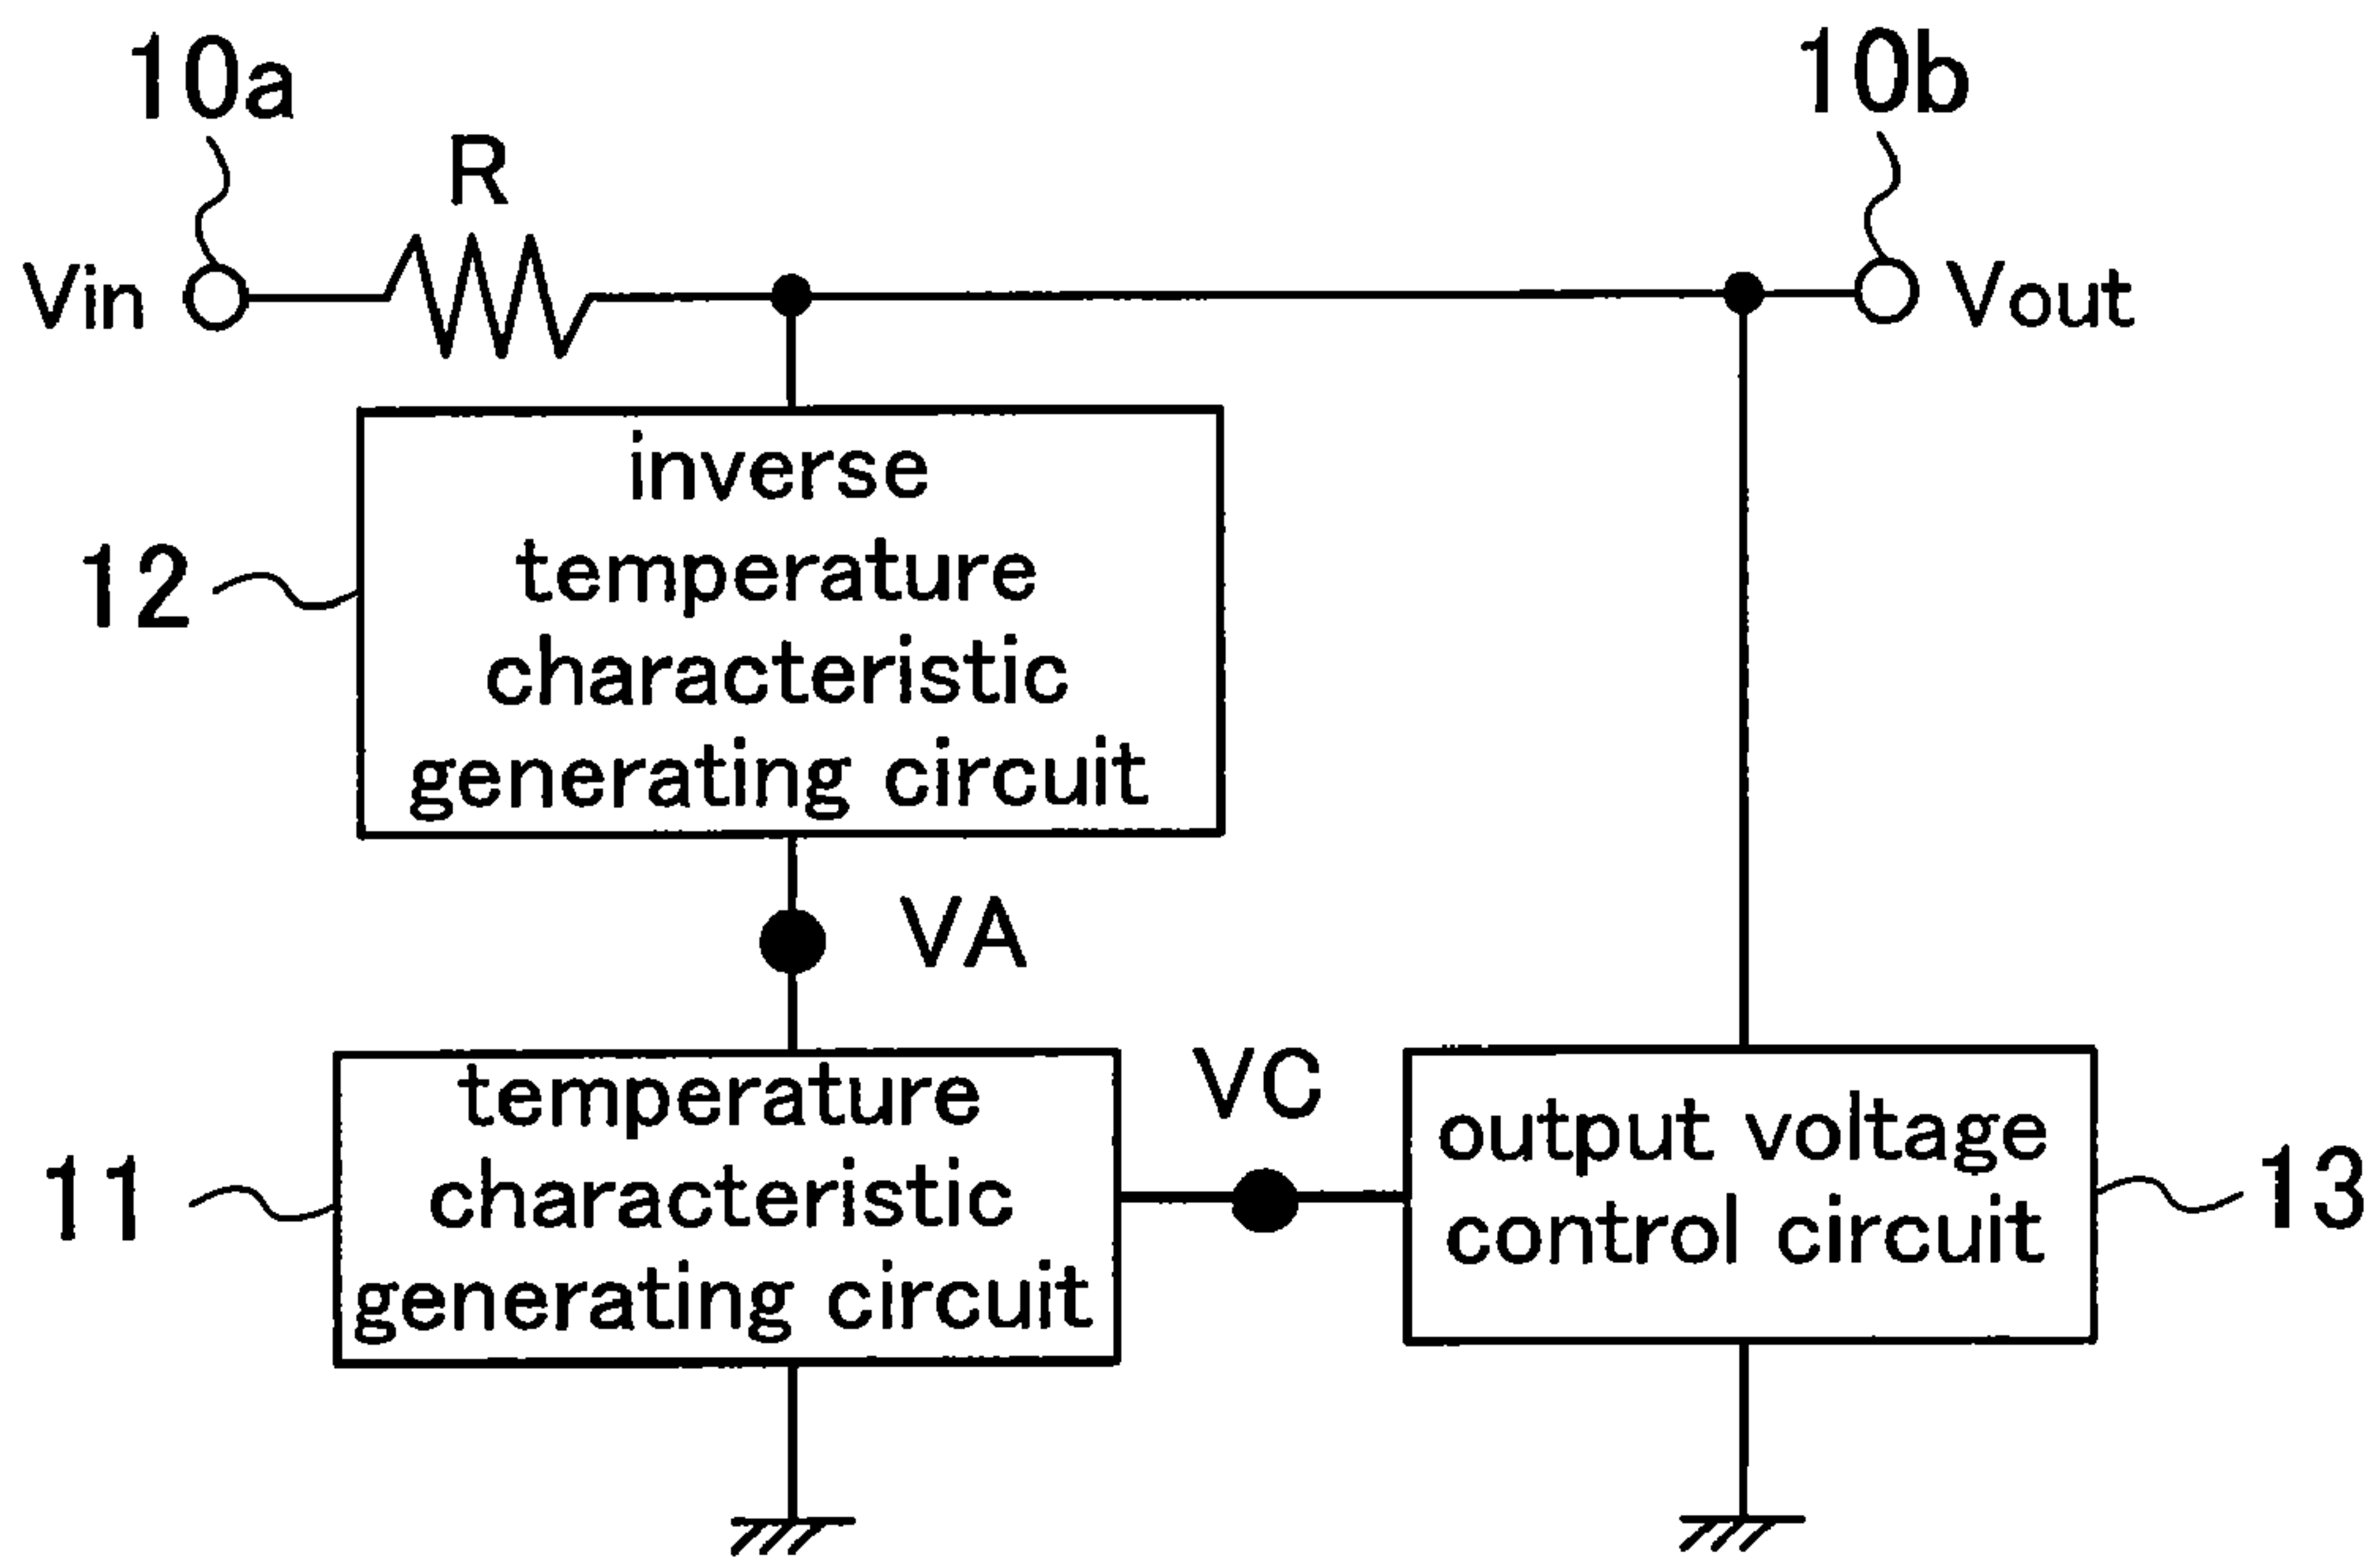 10a
10b
R
Vin
Vout
inverse
temperature
characteristic
generating circuit
12
VA
temperature
characteristic
generating circuit
11
VC
output voltage
control circuit
13